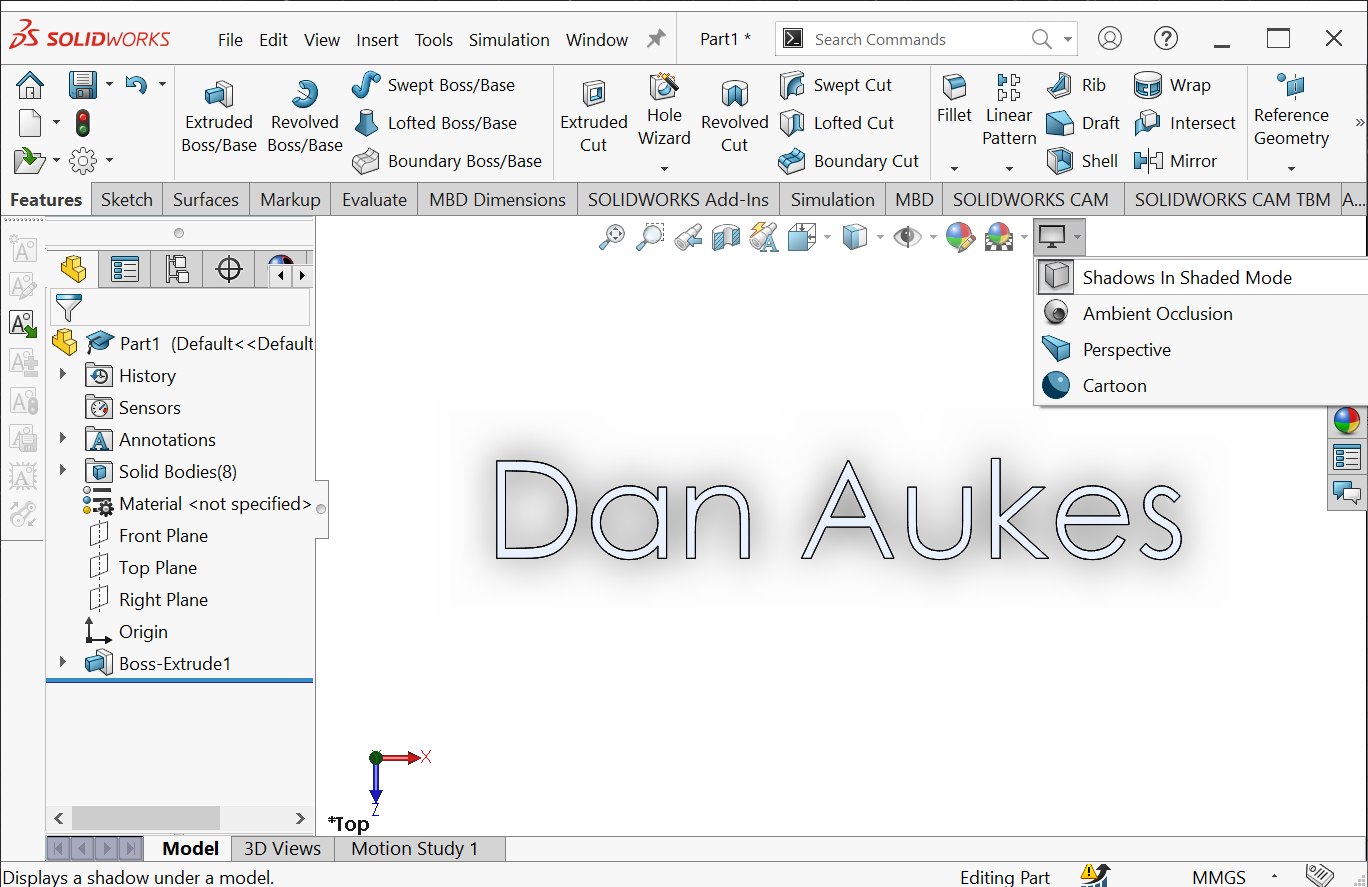 SOLIDWORKS File Edit View Insert Tools Simulation Window Part1 * Search Commands
Extruded Boss/Base
Revolved Boss/Base
Swept Boss/Base
Lofted Boss/Base
Boundary Boss/Base
Extruded Cut
Hole Wizard
Revolved Cut
Swept Cut
Lofted Cut
Boundary Cut
Fillet
Linear Pattern
Rib
Draft
Shell
Wrap
Intersect
Mirror
Reference Geometry
Features Sketch Surfaces Markup Evaluate MBD Dimensions SOLIDWORKS Add-Ins Simulation MBD SOLIDWORKS CAM SOLIDWORKS CAM TBM A...
Shadows In Shaded Mode
Ambient Occlusion
Perspective
Cartoon
Part1 (Default<<Default
History
Sensors
Annotations
Solid Bodies(8)
Material <not specified>
Front Plane
Top Plane
Right Plane
Origin
Boss-Extrude1
Dan Aukes
X
Z
*Top
Model 3D Views Motion Study 1
Displays a shadow under a model. Editing Part MMGS